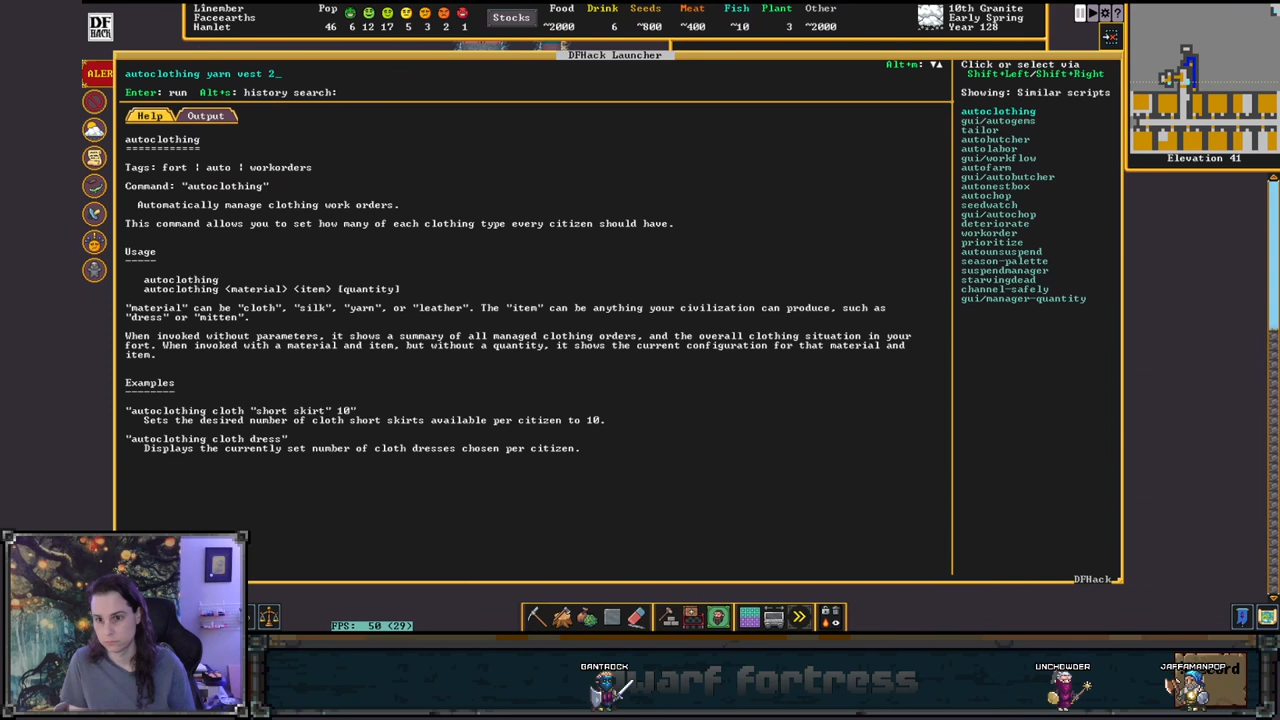 DF
HACK
Linember
Faceearths
Hamlet
Pop
46 6 12 17 5 3 2 1
Stocks
Food Drink Seeds Meat Fish Plant Other
~2000 6 ~800 ~400 ~10 3 ~2000
10th Granite
Early Spring
Year 128
DFHack Launcher
ALER
autoclothing yarn vest 2_
Alt+m:
Enter: run Alt+s: history search:
Help Output
autoclothing
============
Tags: fort ¦ auto ¦ workorders
Command: "autoclothing"
Automatically manage clothing work orders.
This command allows you to set how many of each clothing type every citizen should have.
Usage
-----
autoclothing
autoclothing <material> <item> [quantity]
"material" can be "cloth", "silk", "yarn", or "leather". The "item" can be anything your civilization can produce, such as
"dress" or "mitten".
When invoked without parameters, it shows a summary of all managed clothing orders, and the overall clothing situation in your
fort. When invoked with a material and item, but without a quantity, it shows the current configuration for that material and
item.
Examples
--------
"autoclothing cloth "short skirt" 10"
Sets the desired number of cloth short skirts available per citizen to 10.
"autoclothing cloth dress"
Displays the currently set number of cloth dresses chosen per citizen.
Click or select via
Shift+Left/Shift+Right
Showing: Similar scripts
autoclothing
gui/autogems
tailor
autobutcher
autolabor
gui/workflow
autofarm
gui/autobutcher
autonestbox
autochop
seedwatch
gui/autochop
deteriorate
workorder
prioritize
autounsuspend
season-palette
suspendmanager
starvingdead
channel-safely
gui/manager-quantity
Elevation 41
DFHack
FPS: 50 (29)
BANTROCK
UNCHOWDER
JAFFAMANPOP
dwarf fortress
cord